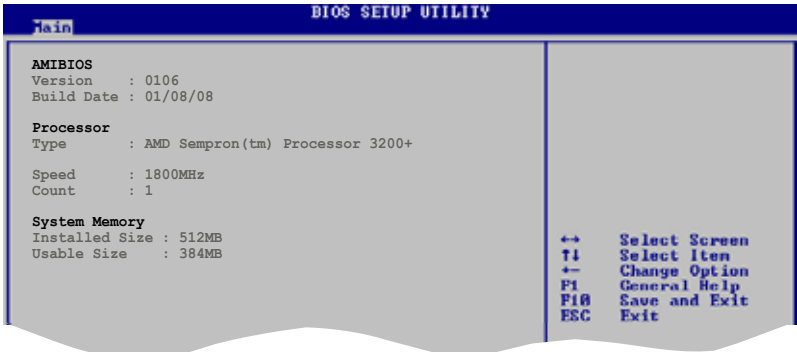 BIOS SETUP UTILITY
Main
AMIBIOS
Version : 0106
Build Date : 01/08/08
Processor
Type : AMD Sempron(tm) Processor 3200+
Speed : 1800MHz
Count : 1
System Memory
Installed Size : 512MB
Usable Size : 384MB
←→ Select Screen
↑↓ Select Item
+- Change Option
F1 General Help
F10 Save and Exit
ESC Exit